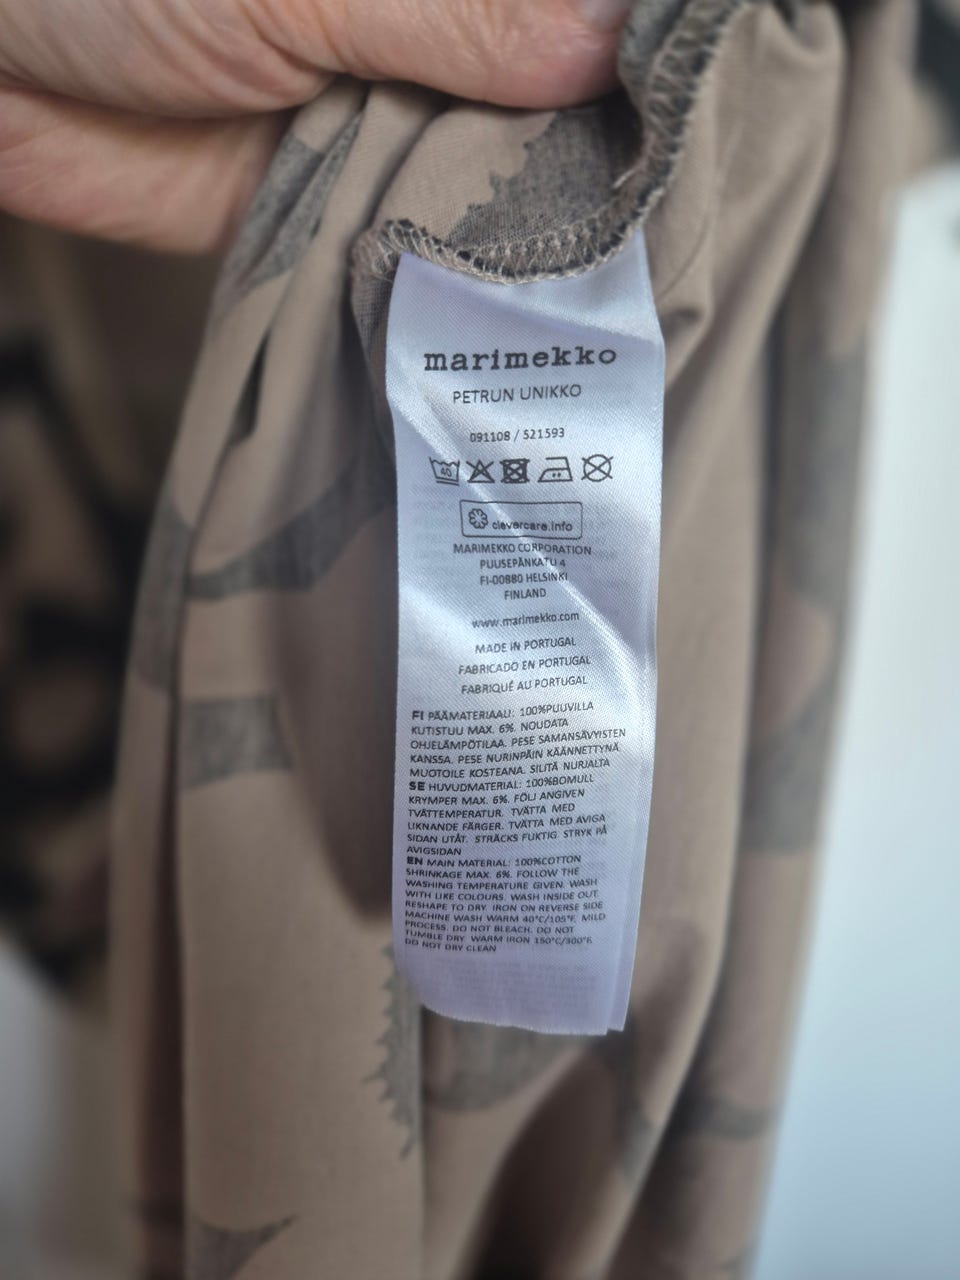 marimekko
PETRUN UNIKKO
091108 / 521593
40
clevercare.info
MARIMEKKO CORPORATION
PUUSEPÄNKATU 4
FI-00880 HELSINKI
FINLAND
www.marimekko.com
MADE IN PORTUGAL
FABRICADO EN PORTUGAL
FABRIQUÉ AU PORTUGAL
FI PÄÄMATERIAALI: 100%PUUVILLA
KUTISTUU MAX. 6%. NOUDATA
OHJELÄMPÖTILAA. PESE SAMANSÄVYISTEN
KANSSA. PESE NURINPÄIN KÄÄNNETTYNÄ.
MUOTOILE KOSTEANA. SILITÄ NURJALTA
SE HUVUDMATERIAL: 100%BOMULL
KRYMPER MAX. 6%. FÖLJ ANGIVEN
TVÄTTEMPERATUR. TVÄTTA MED
LIKNANDE FÄRGER. TVÄTTA MED AVIGA
SIDAN UTÅT. STRÄCKS FUKTIG. STRYK PÅ
AVIGSIDAN
EN MAIN MATERIAL: 100%COTTON
SHRINKAGE MAX. 6%. FOLLOW THE
WASHING TEMPERATURE GIVEN. WASH
WITH LIKE COLOURS. WASH INSIDE OUT.
RESHAPE TO DRY. IRON ON REVERSE SIDE
MACHINE WASH WARM 40°C/105°F, MILD
PROCESS. DO NOT BLEACH. DO NOT
TUMBLE DRY. WARM IRON 150°C/300°F.
DO NOT DRY CLEAN